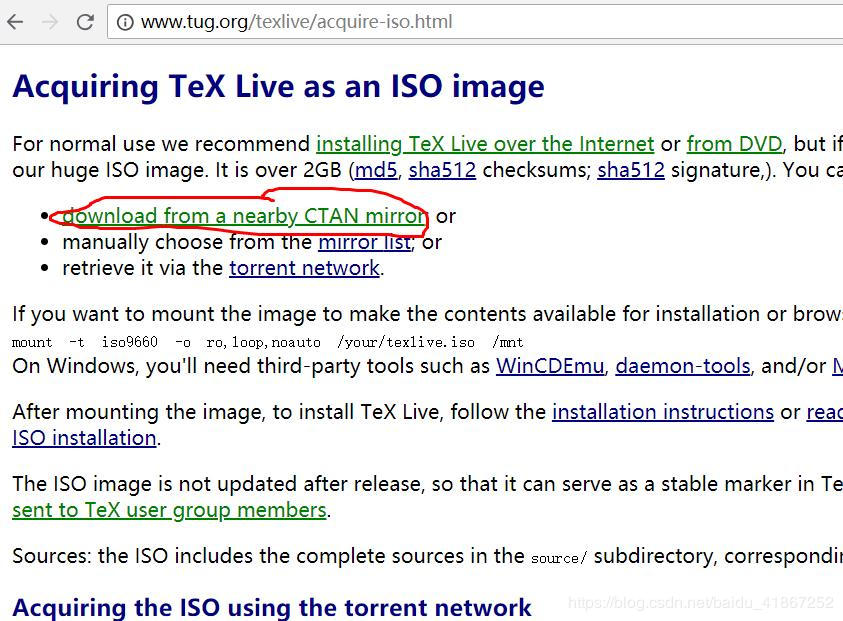 www.tug.org/texlive/acquire-iso.html
Acquiring TeX Live as an ISO image
For normal use we recommend installing TeX Live over the Internet or from DVD, but if
our huge ISO image. It is over 2GB (md5, sha512 checksums; sha512 signature,). You ca
• download from a nearby CTAN mirror; or
• manually choose from the mirror list; or
• retrieve it via the torrent network.
If you want to mount the image to make the contents available for installation or brow
mount -t iso9660 -o ro,loop,noauto /your/texlive.iso /mnt
On Windows, you'll need third-party tools such as WinCDEmu, daemon-tools, and/or M
After mounting the image, to install TeX Live, follow the installation instructions or read
ISO installation.
The ISO image is not updated after release, so that it can serve as a stable marker in Te
sent to TeX user group members.
Sources: the ISO includes the complete sources in the source/ subdirectory, correspondin
Acquiring the ISO using the torrent network
https://blog.csdn.net/baidu_41867252